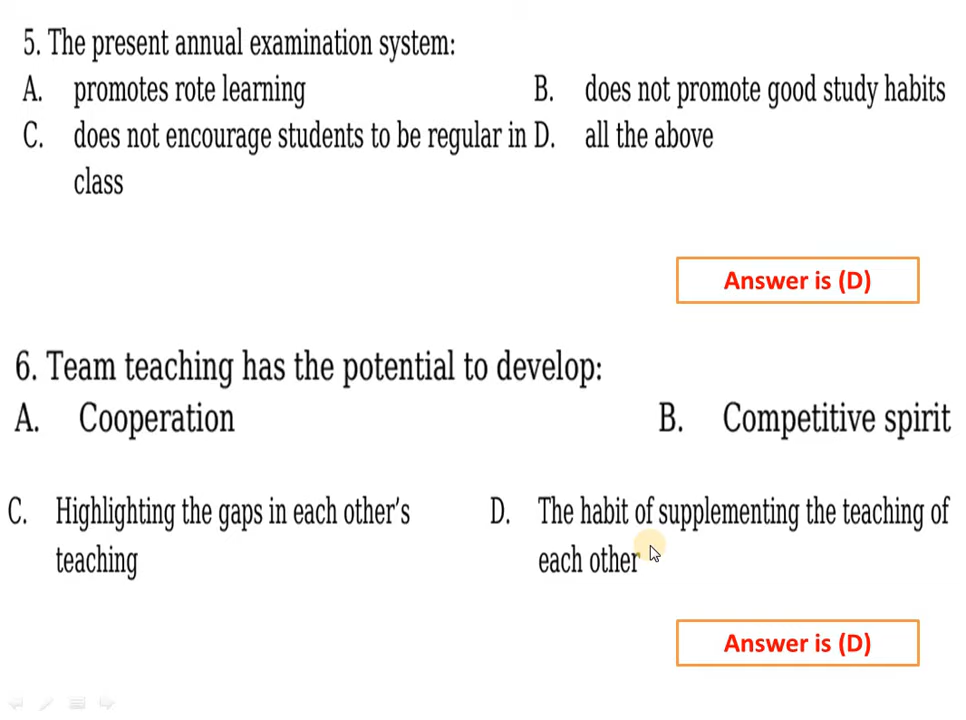 5. The present annual examination system:
A. promotes rote learning B. does not promote good study habits
C. does not encourage students to be regular in D. all the above
class
Answer is (D)
6. Team teaching has the potential to develop:
A. Cooperation B. Competitive spirit
C. Highlighting the gaps in each other’s D. The habit of supplementing the teaching of
teaching each other
Answer is (D)